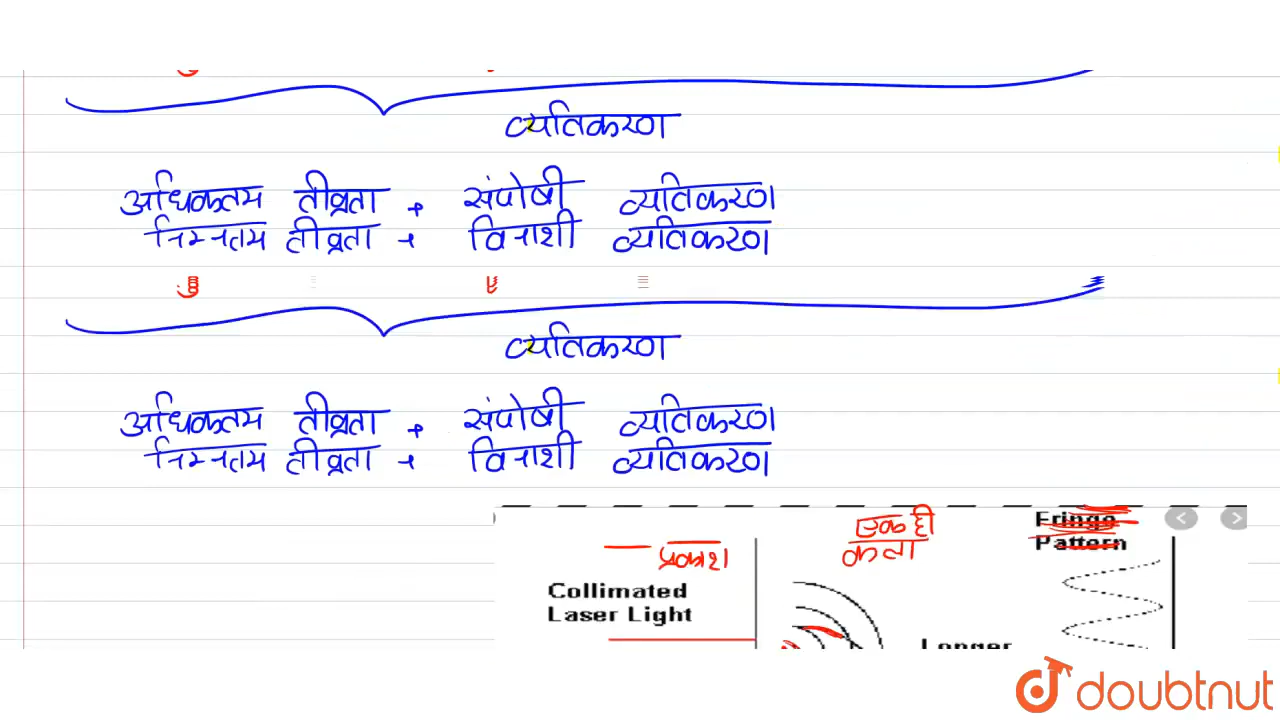 व्यतिकरण
अधिकतम तीव्रता → संपोषी व्यतिकरण
निम्नतम तीव्रता → विनाशी व्यतिकरण
व्यतिकरण
अधिकतम तीव्रता → संपोषी व्यतिकरण
निम्नतम तीव्रता → विनाशी व्यतिकरण
प्रकाश
एक ही
कला
Fringe
Pattern
Collimated
Laser Light
Longer
doubtnut